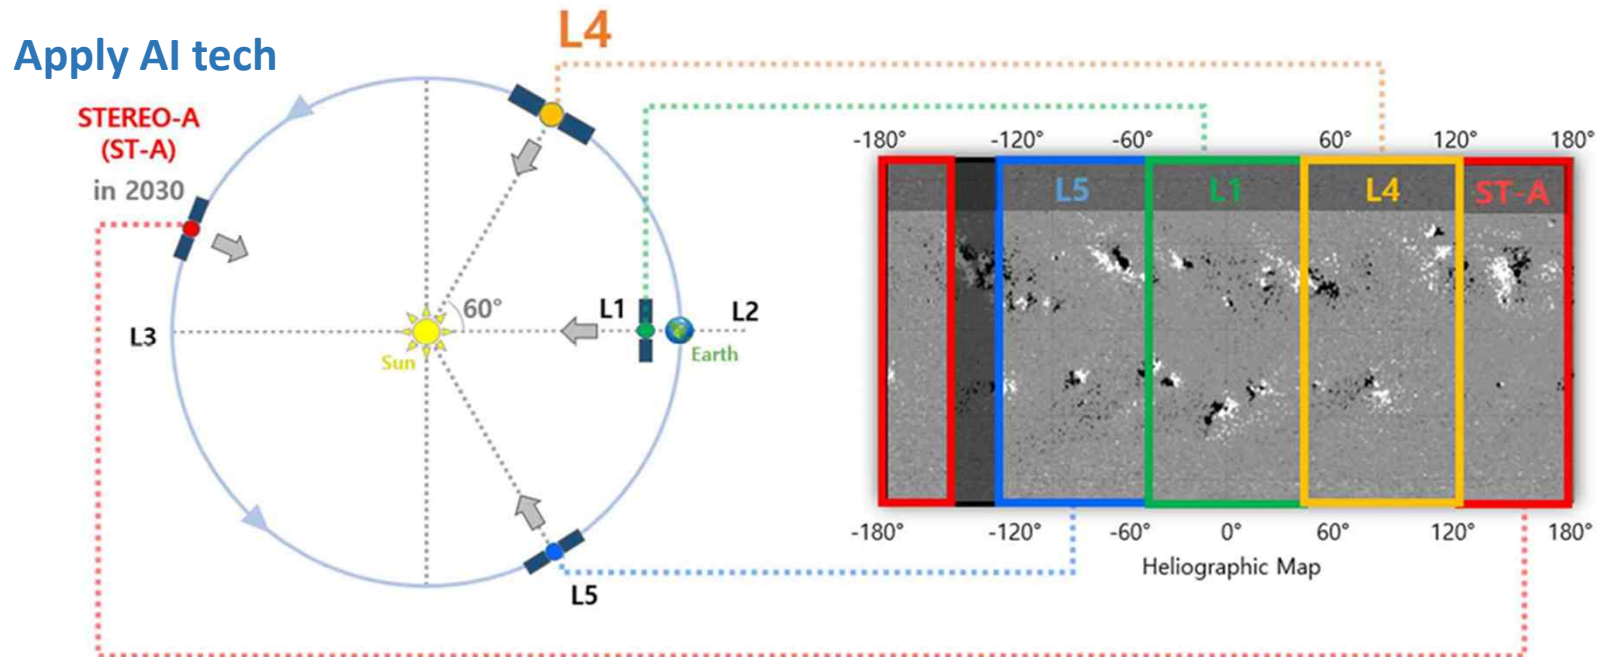 Apply AI tech
L4
STEREO-A
(ST-A)
in 2030
L3
Sun
60°
L1
L2
Earth
L5
-180° -120° -60° 60° 120° 180°
L5 L1 L4 ST-A
-180° -120° -60° 0° 60° 120° 180°
Heliographic Map